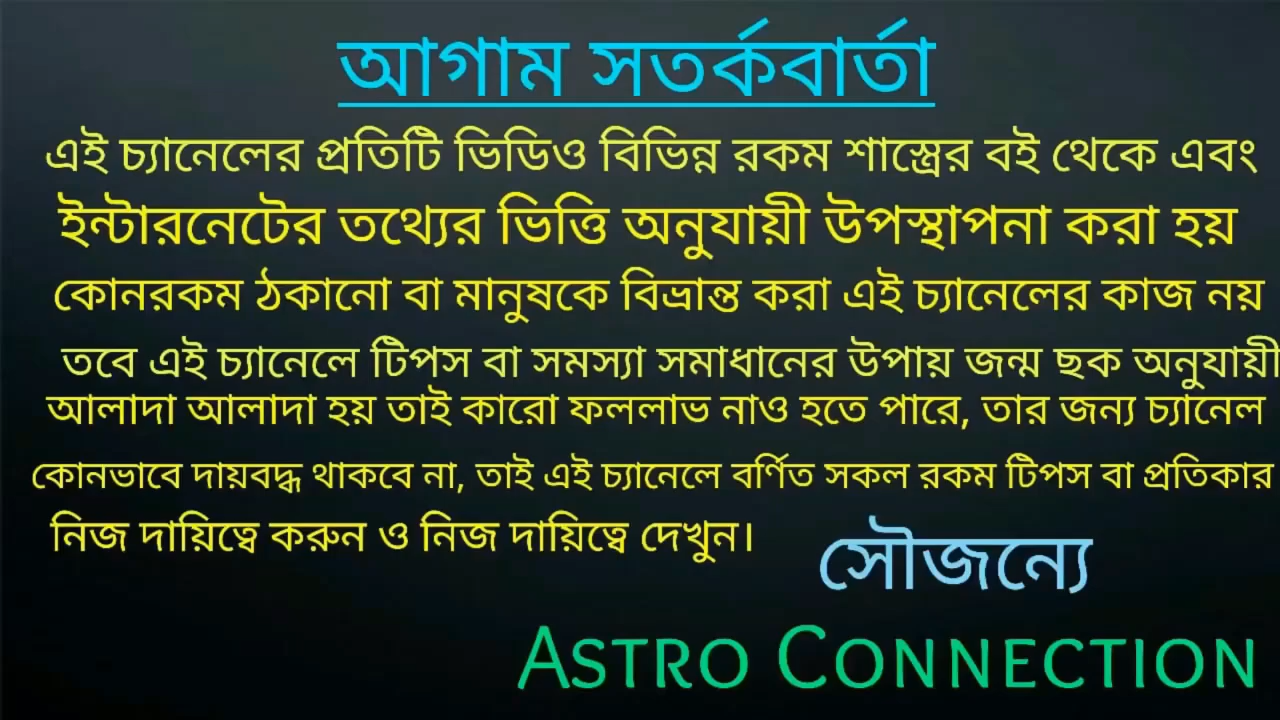 আগাম সতর্কবার্তা
এই চ্যানেলের প্রতিটি ভিডিও বিভিন্ন রকম শাস্ত্রের বই থেকে এবং
ইন্টারনেটের তথ্যের ভিত্তি অনুযায়ী উপস্থাপনা করা হয়
কোনরকম ঠকানো বা মানুষকে বিভ্রান্ত করা এই চ্যানেলের কাজ নয়
তবে এই চ্যানেলে টিপস বা সমস্যা সমাধানের উপায় জন্ম ছক অনুযায়ী
আলাদা আলাদা হয় তাই কারো ফললাভ নাও হতে পারে, তার জন্য চ্যানেল
কোনভাবে দায়বদ্ধ থাকবে না, তাই এই চ্যানেলে বর্ণিত সকল রকম টিপস বা প্রতিকার
নিজ দায়িত্বে করুন ও নিজ দায়িত্বে দেখুন।
সৌজন্যে
ASTRO CONNECTION